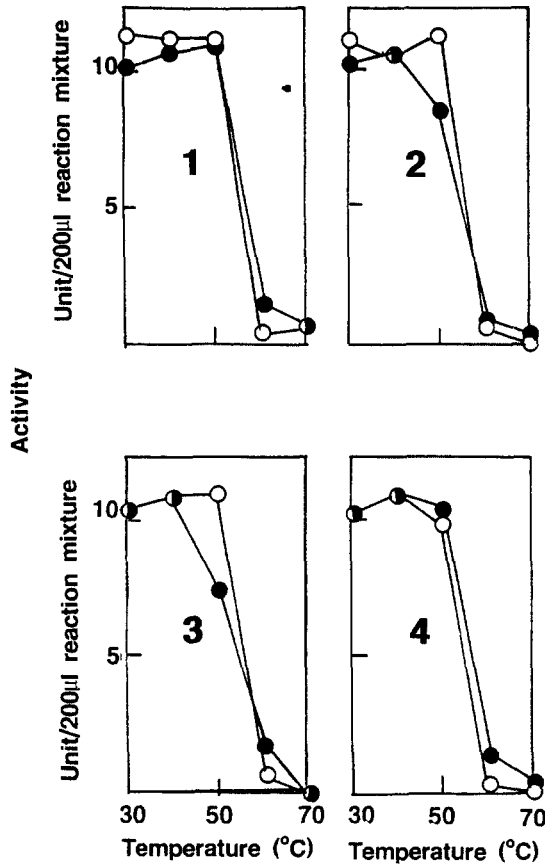 10
5
1
2
Unit/200μl reaction mixture
Activity
10
5
3
4
Unit/200μl reaction mixture
30 50 70
30 50 70
Temperature (°C)
Temperature (°C)